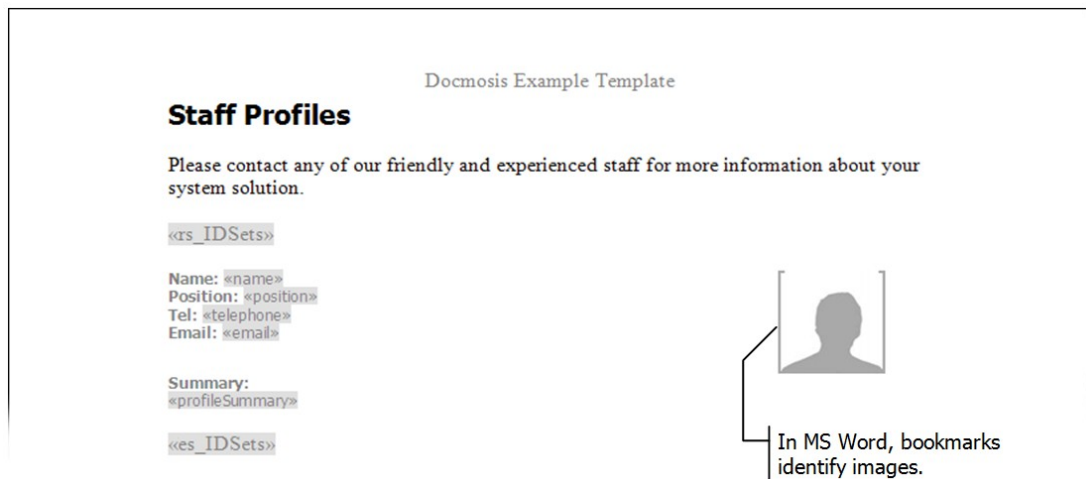 Docmosis Example Template
Staff Profiles
Please contact any of our friendly and experienced staff for more information about your
system solution.
«rs_IDSets»
Name: «name»
Position: «position»
Tel: «telephone»
Email: «email»
Summary:
«profileSummary»
«es_IDSets»
In MS Word, bookmarks
identify images.